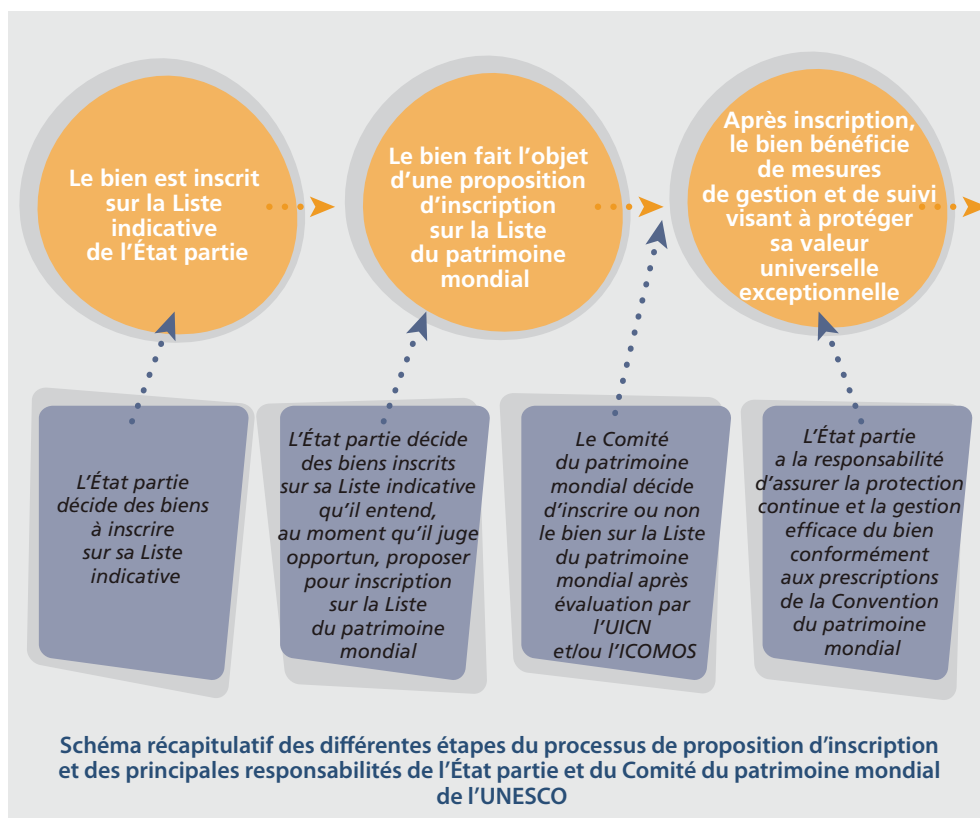 Le bien est inscrit
sur la Liste
indicative
de l’État partie
Le bien fait l’objet
d’une proposition
d’inscription
sur la Liste
du patrimoine
mondial
Après inscription,
le bien bénéficie
de mesures
de gestion et de suivi
visant à protéger
sa valeur
universelle
exceptionnelle
L’État partie
décide des biens
à inscrire
sur sa Liste
indicative
L’État partie décide
des biens inscrits
sur sa Liste indicative
qu’il entend,
au moment qu’il juge
opportun, proposer
pour inscription
sur la Liste
du patrimoine
mondial
Le Comité
du patrimoine
mondial décide
d’inscrire ou non
le bien sur la Liste
du patrimoine
mondial après
évaluation par
l’UICN
et/ou l’ICOMOS
L’État partie
a la responsabilité
d’assurer la protection
continue et la gestion
efficace du bien
conformément
aux prescriptions
de la Convention
du patrimoine
mondial
Schéma récapitulatif des différentes étapes du processus de proposition d’inscription
et des principales responsabilités de l’État partie et du Comité du patrimoine mondial
de l’UNESCO